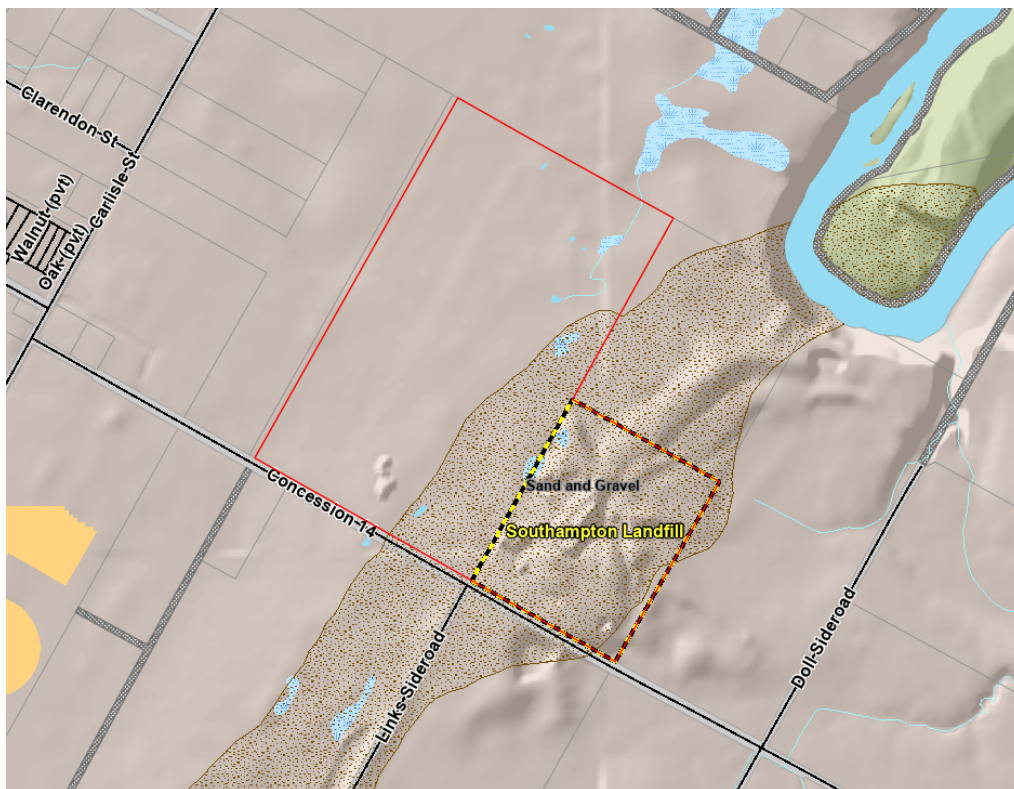 Clarendon St
Carlisle-St
Walnut (pvt)
Oak (pvt)
Concession-14
Sand and Gravel
Southampton Landfill
Links-Sideroad
Doll-Sideroad